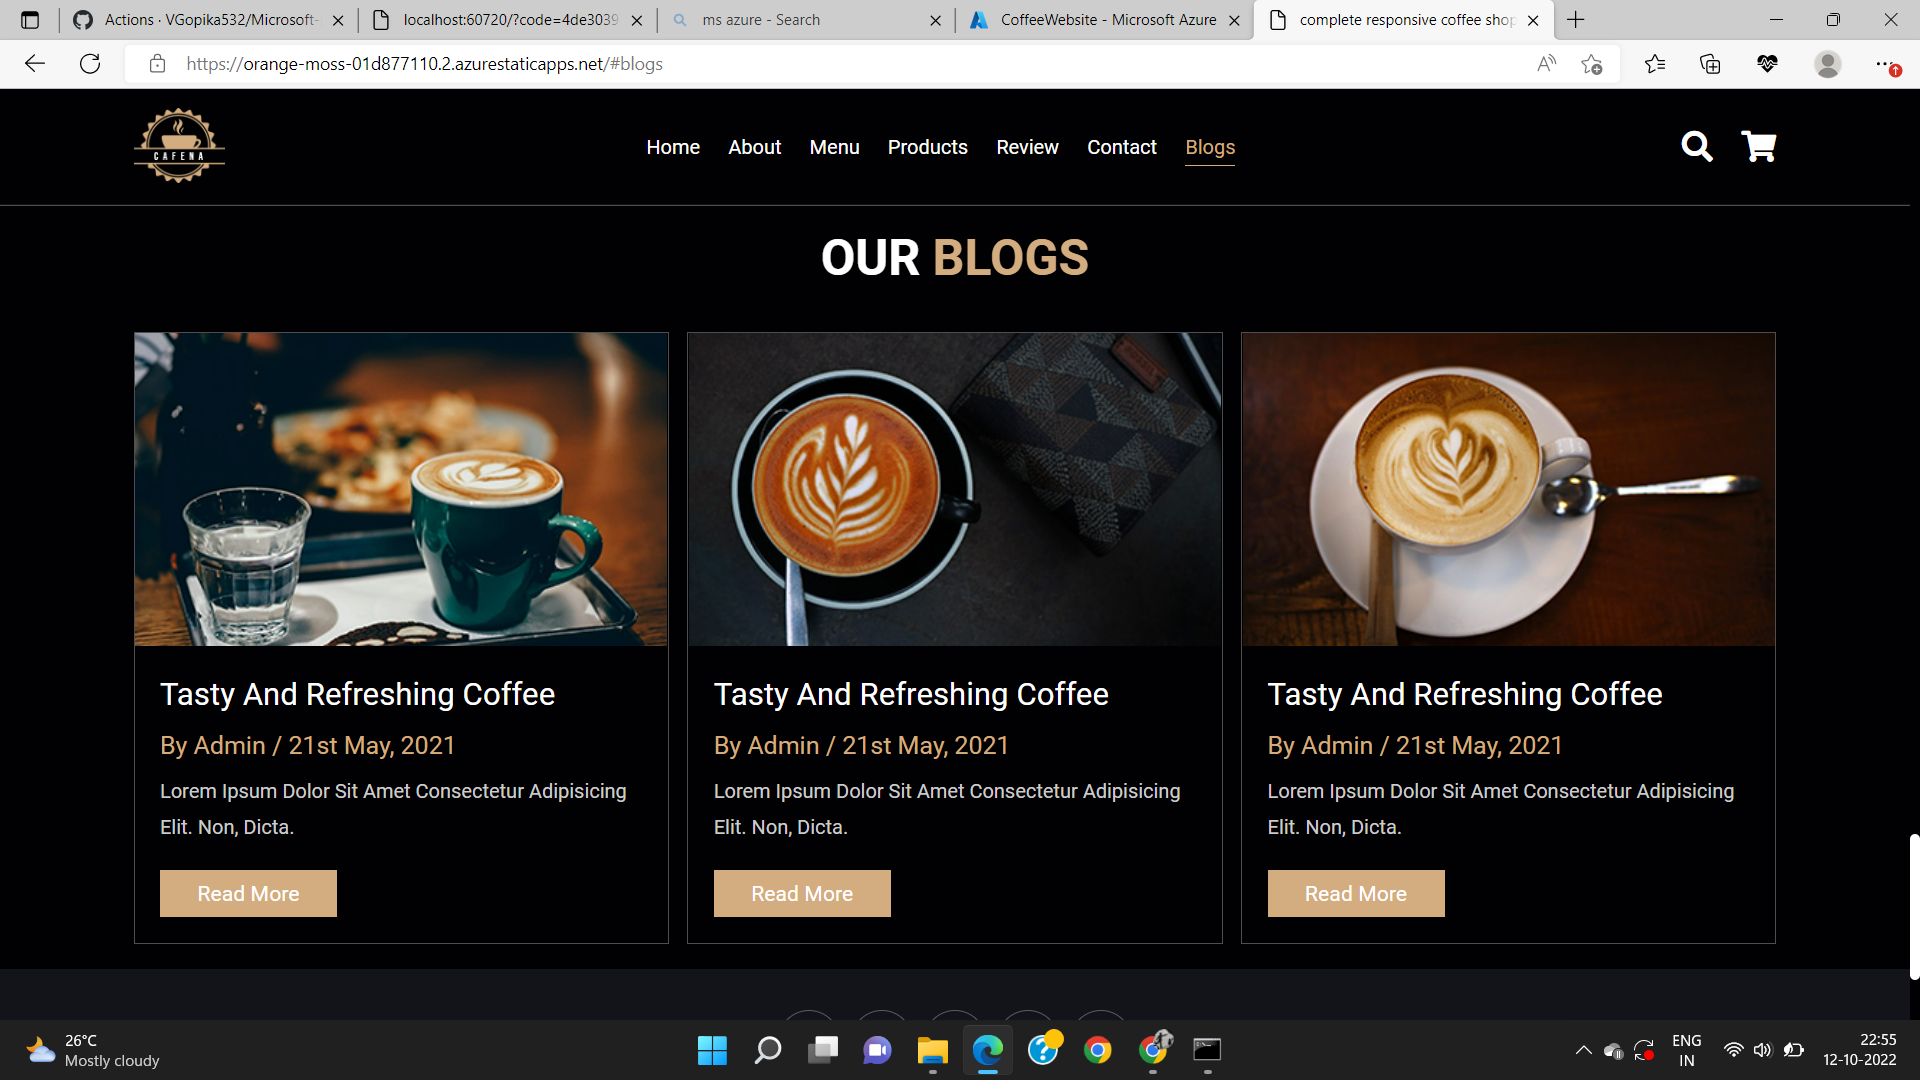 Actions · VGopika532/Microsoft-
localhost:60720/?code=4de3039
ms azure - Search
CoffeeWebsite - Microsoft Azure
complete responsive coffee shop
https://orange-moss-01d877110.2.azurestaticapps.net/#blogs
CAFENA
Home
About
Menu
Products
Review
Contact
Blogs
OUR BLOGS
Tasty And Refreshing Coffee
By Admin / 21st May, 2021
Lorem Ipsum Dolor Sit Amet Consectetur Adipisicing
Elit. Non, Dicta.
Read More
Tasty And Refreshing Coffee
By Admin / 21st May, 2021
Lorem Ipsum Dolor Sit Amet Consectetur Adipisicing
Elit. Non, Dicta.
Read More
Tasty And Refreshing Coffee
By Admin / 21st May, 2021
Lorem Ipsum Dolor Sit Amet Consectetur Adipisicing
Elit. Non, Dicta.
Read More
26°C
Mostly cloudy
ENG
IN
22:55
12-10-2022